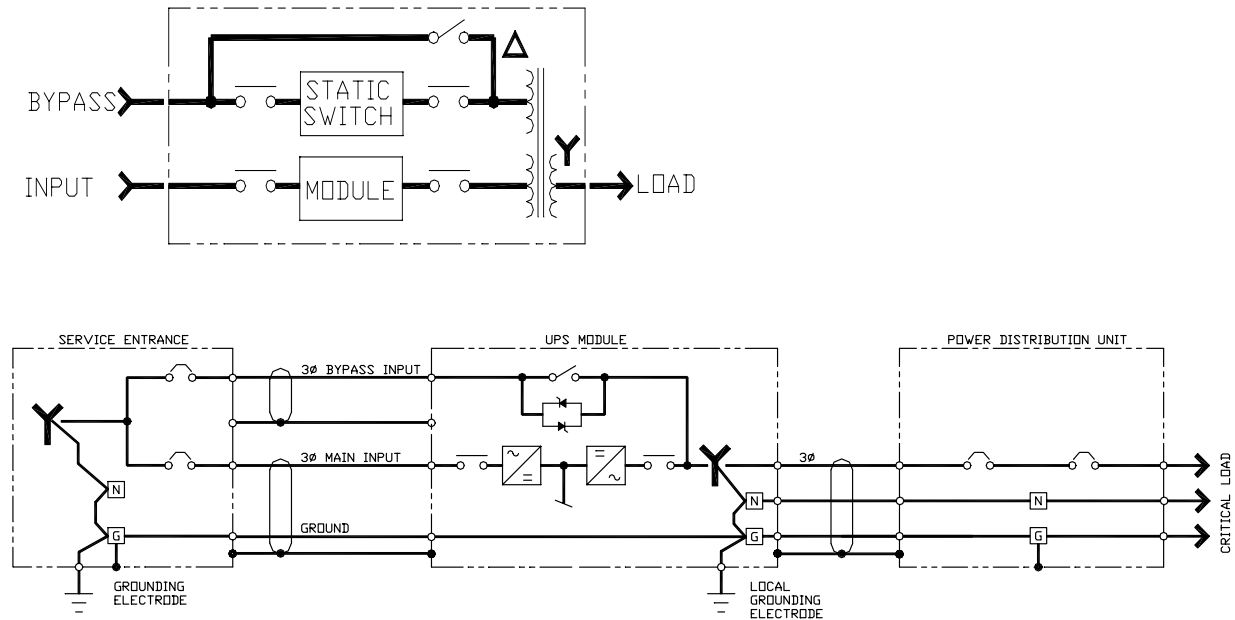 BYPASS
STATIC
SWITCH
INPUT
MODULE
LOAD
SERVICE ENTRANCE
UPS MODULE
POWER DISTRIBUTION UNIT
3Ø BYPASS INPUT
3Ø MAIN INPUT
3Ø
N
N
N
GROUND
G
G
G
CRITICAL LOAD
GROUNDING
ELECTRODE
LOCAL
GROUNDING
ELECTRODE